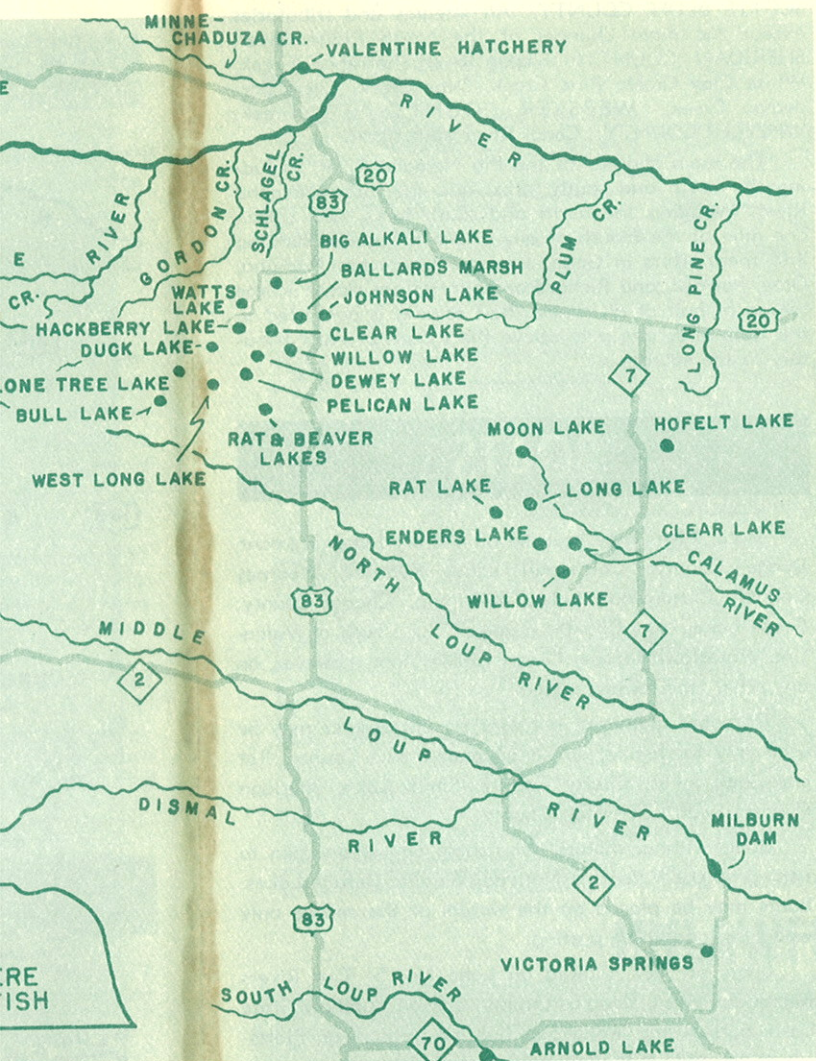 MINNE-
CHADUZA CR.
VALENTINE HATCHERY
E
RIVER
20
83
RIVER
GORDON CR.
SCHLAGEL
CR.
PLUM CR.
LONG PINE CR.
E
CR.
BIG ALKALI LAKE
BALLARDS MARSH
WATTS
LAKE
JOHNSON LAKE
HACKBERRY LAKE
CLEAR LAKE
20
DUCK LAKE
WILLOW LAKE
ONE TREE LAKE
DEWEY LAKE
7
BULL LAKE
PELICAN LAKE
RAT & BEAVER
LAKES
MOON LAKE
HOFELT LAKE
WEST LONG LAKE
RAT LAKE
LONG LAKE
ENDERS LAKE
CLEAR LAKE
NORTH
LOUP RIVER
CALAMUS
RIVER
83
WILLOW LAKE
7
MIDDLE
LOUP
RIVER
2
DISMAL
RIVER
MILBURN
DAM
2
83
VICTORIA SPRINGS
ERE
TISH
SOUTH LOUP RIVER
70
ARNOLD LAKE